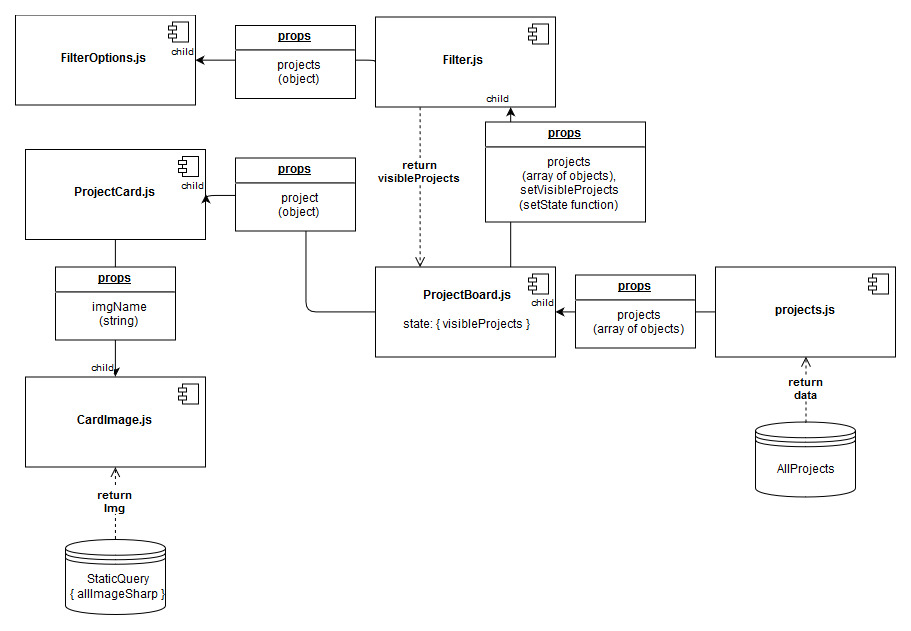 FilterOptions.js
child
props
projects
(object)
Filter.js
child
return
visibleProjects
props
projects
(array of objects),
setVisibleProjects
(setState function)
ProjectCard.js
child
props
project
(object)
props
imgName
(string)
child
ProjectBoard.js
child
state: { visibleProjects }
props
projects
(array of objects)
projects.js
return
data
AllProjects
CardImage.js
return
Img
StaticQuery
{ allImageSharp }